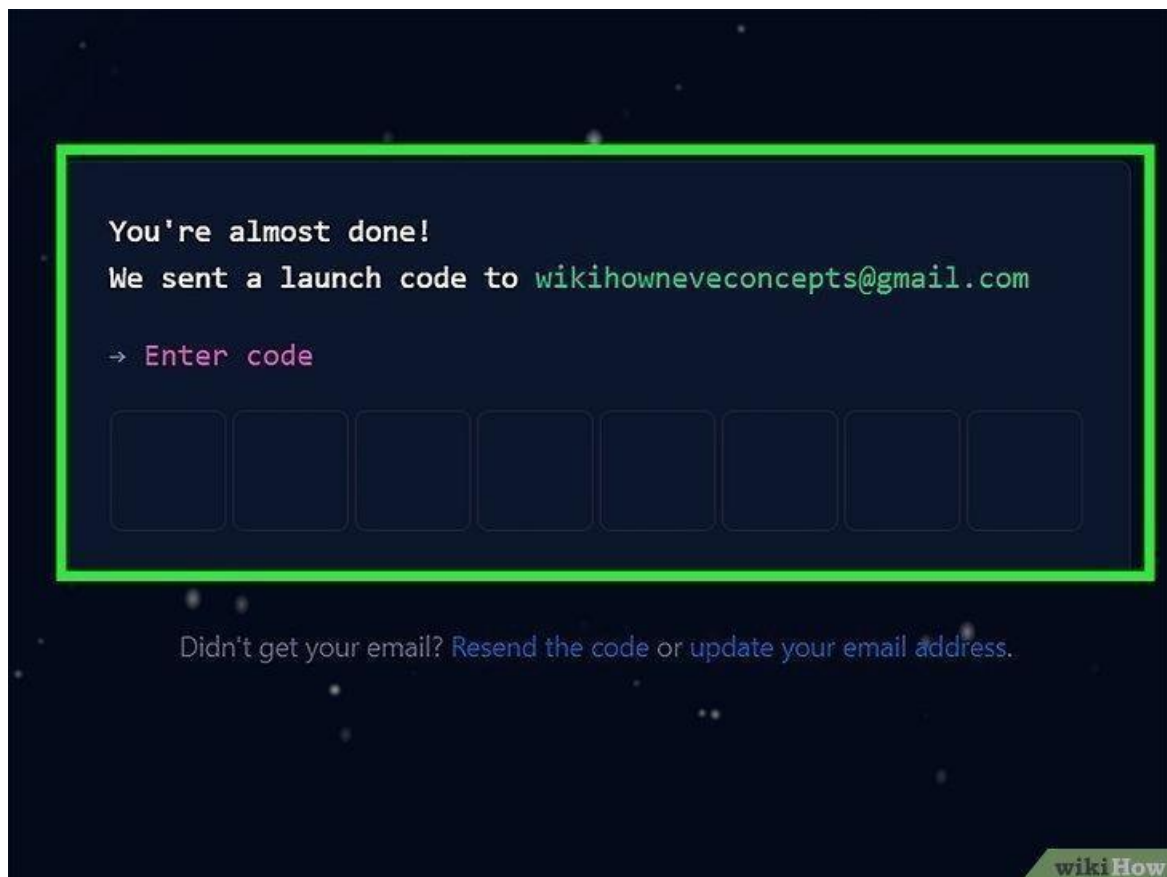 You're almost done!
We sent a launch code to wikihowneveconcepts@gmail.com
→ Enter code
Didn't get your email? Resend the code or update your email address.
wikiHow